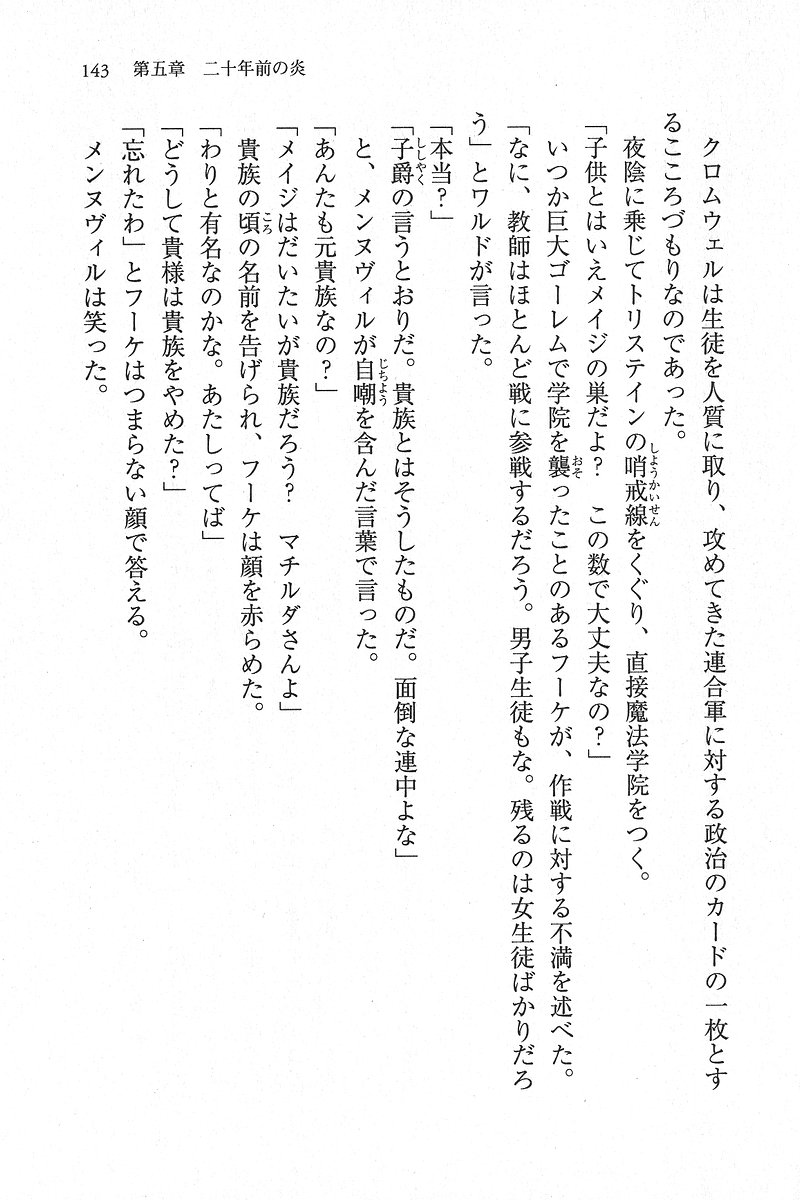 143　第五章　二十年前の炎
クロムウェルは生徒を人質に取り、攻めてきた連合軍に対する政治のカードの一枚とす
るこころづもりなのであった。
夜陰に乗じてトリステインの哨戒線をくぐり、直接魔法学院をつく。
「子供とはいえメイジの巣だよ？　この数で大丈夫なの？」
いつか巨大ゴーレムで学院を襲ったことのあるフーケが、作戦に対する不満を述べた。
「なに、教師はほとんど戦に参戦するだろう。男子生徒もな。残るのは女生徒ばかりだろ
う」とワルドが言った。
「本当？」
「子爵の言うとおりだ。貴族とはそうしたものだ。面倒な連中よな」
と、メンヌヴィルが自嘲を含んだ言葉で言った。
「あんたも元貴族なの？」
「メイジはだいたいが貴族だろう？　マチルダさんよ」
貴族の頃の名前を告げられ、フーケは顔を赤らめた。
「わりと有名なのかな。あたしってば」
「どうして貴様は貴族をやめた？」
「忘れたわ」とフーケはつまらない顔で答える。
メンヌヴィルは笑った。